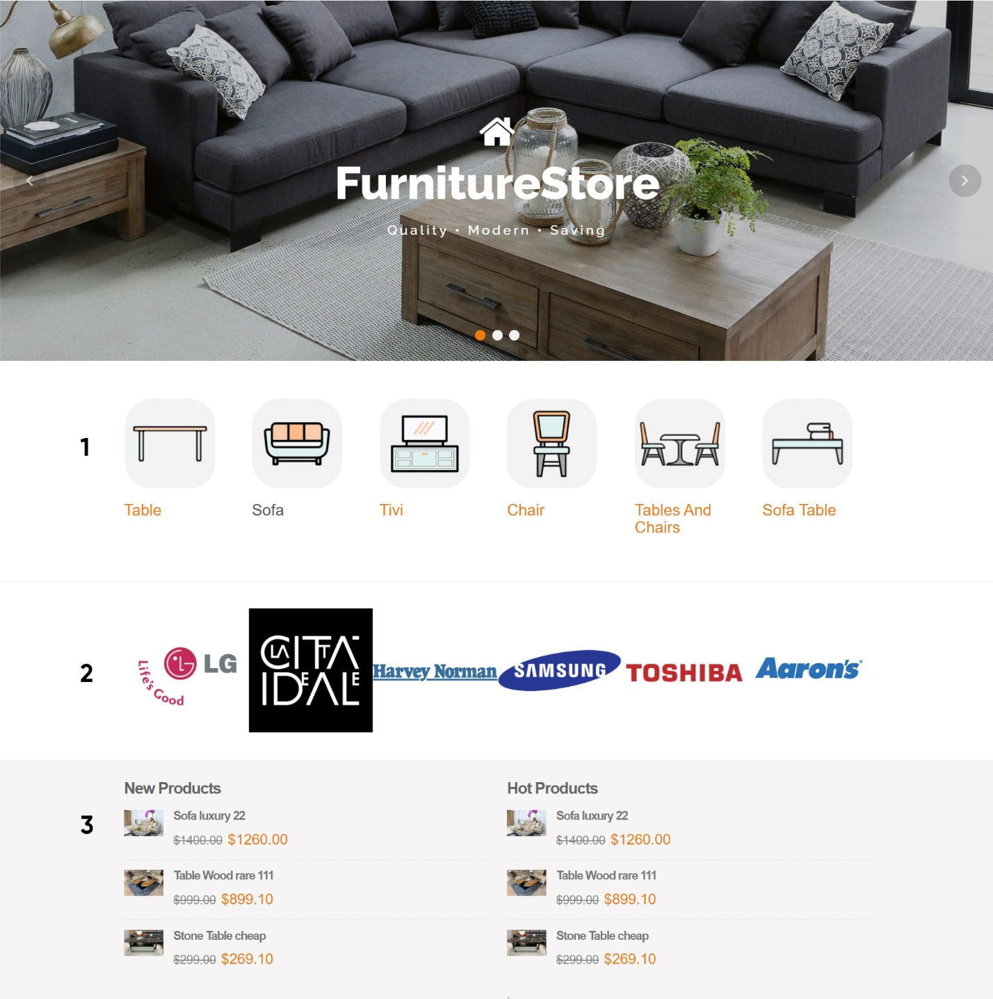 FurnitureStore
Quality • Modern • Saving
1
Table
Sofa
Tivi
Chair
Tables And
Chairs
Sofa Table
2
Life's Good
LG
LA CITTÀ
IDEALE
Harvey Norman
SAMSUNG
TOSHIBA
Aaron's
New Products
Hot Products
3
Sofa luxury 22
$1400.00 $1260.00
Table Wood rare 111
$999.00 $899.10
Stone Table cheap
$299.00 $269.10
Sofa luxury 22
$1400.00 $1260.00
Table Wood rare 111
$999.00 $899.10
Stone Table cheap
$299.00 $269.10